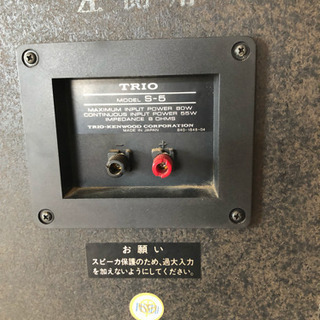 TRIO
MODEL S-5
MAXIMUM INPUT POWER 80W
CONTINUOUS INPUT POWER 55W
IMPEDANCE 8 OHMS
TRIO-KENWOOD CORPORATION
MADE IN JAPAN
お願い
スピーカ保護のため、過大入力
を加えないようにしてください。
PASSED